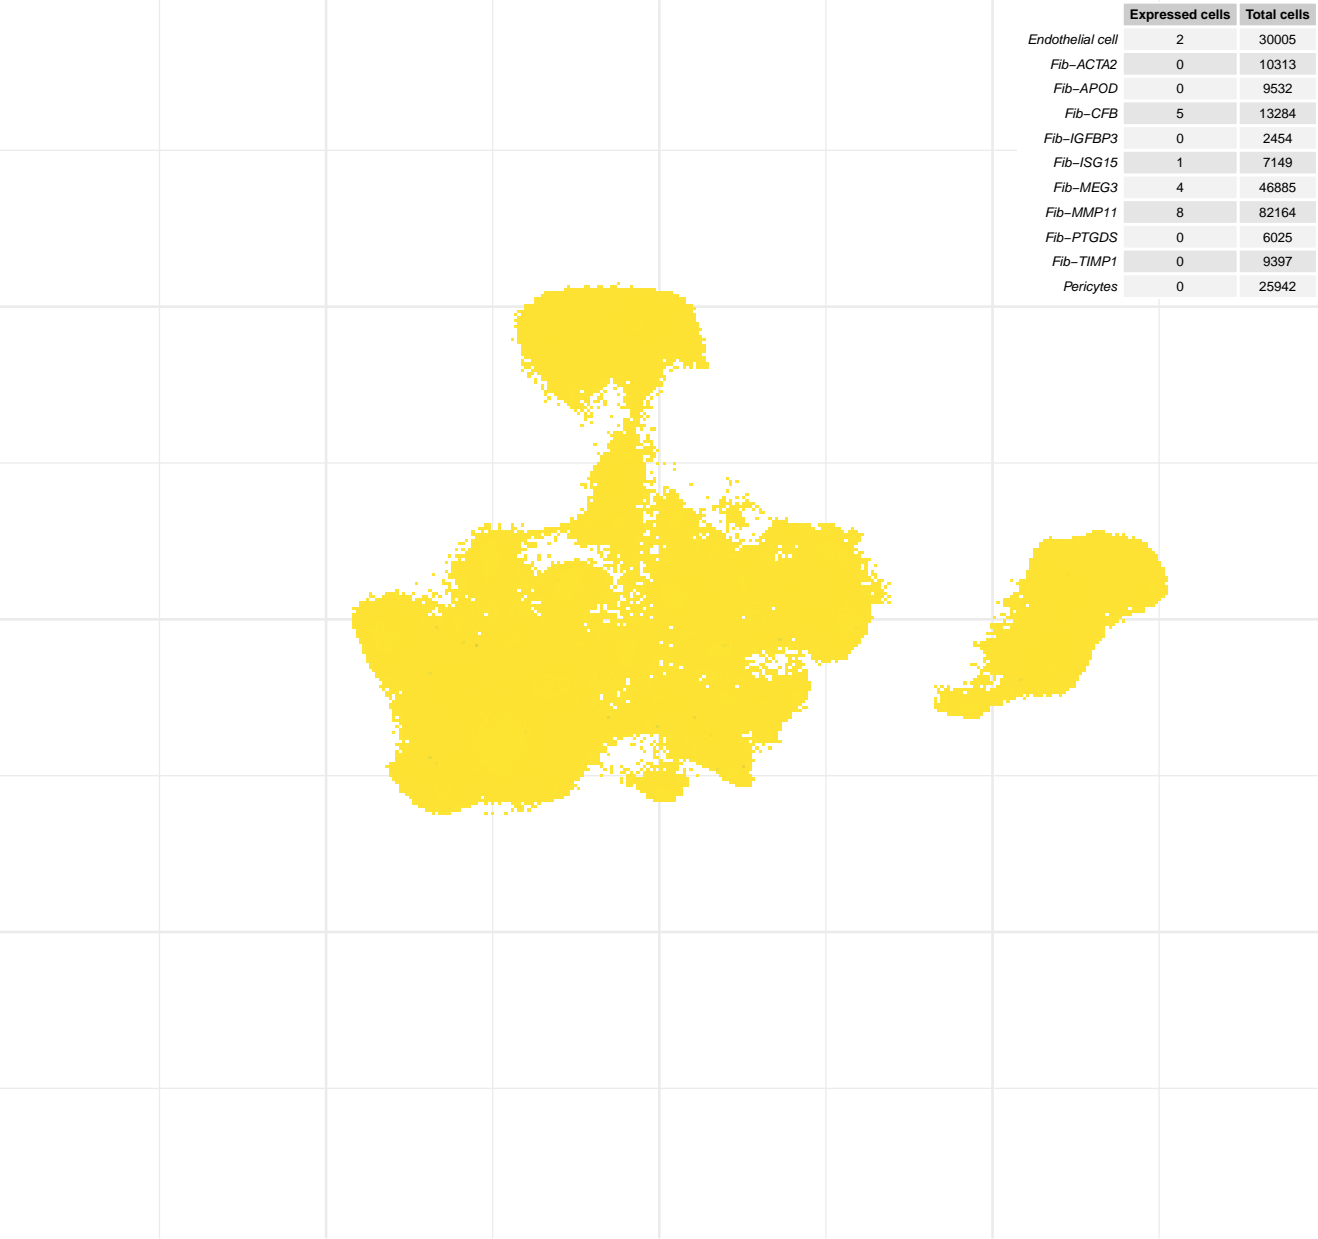 Expressed cells Total cells
Endothelial cell 2 30005
Fib−ACTA2 0 10313
Fib−APOD 0 9532
Fib−CFB 5 13284
Fib−IGFBP3 0 2454
Fib−ISG15 1 7149
Fib−MEG3 4 46885
Fib−MMP11 8 82164
Fib−PTGDS 0 6025
Fib−TIMP1 0 9397
Pericytes 0 25942